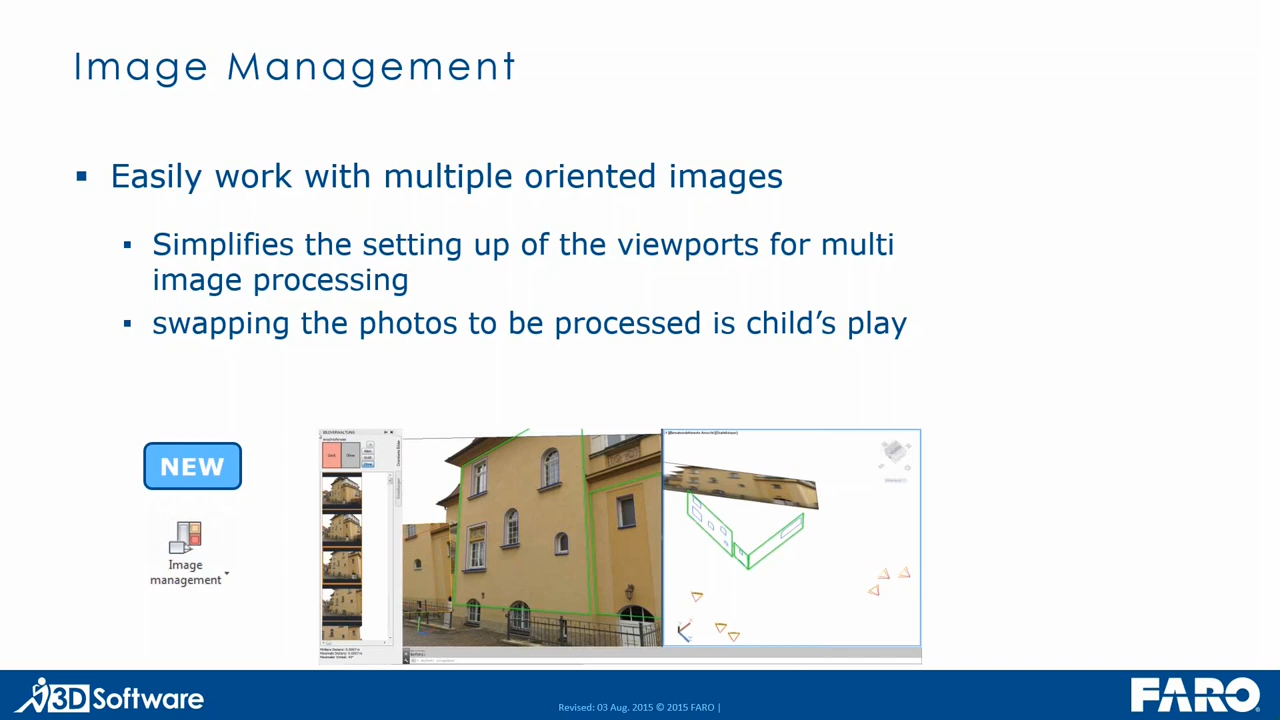 Image Management
▪ Easily work with multiple oriented images
▪ Simplifies the setting up of the viewports for multi
image processing
▪ swapping the photos to be processed is child’s play
NEW
Image
management
BILDVERWALTUNG
i3DSoftware
Revised: 03 Aug. 2015 © 2015 FARO |
FARO